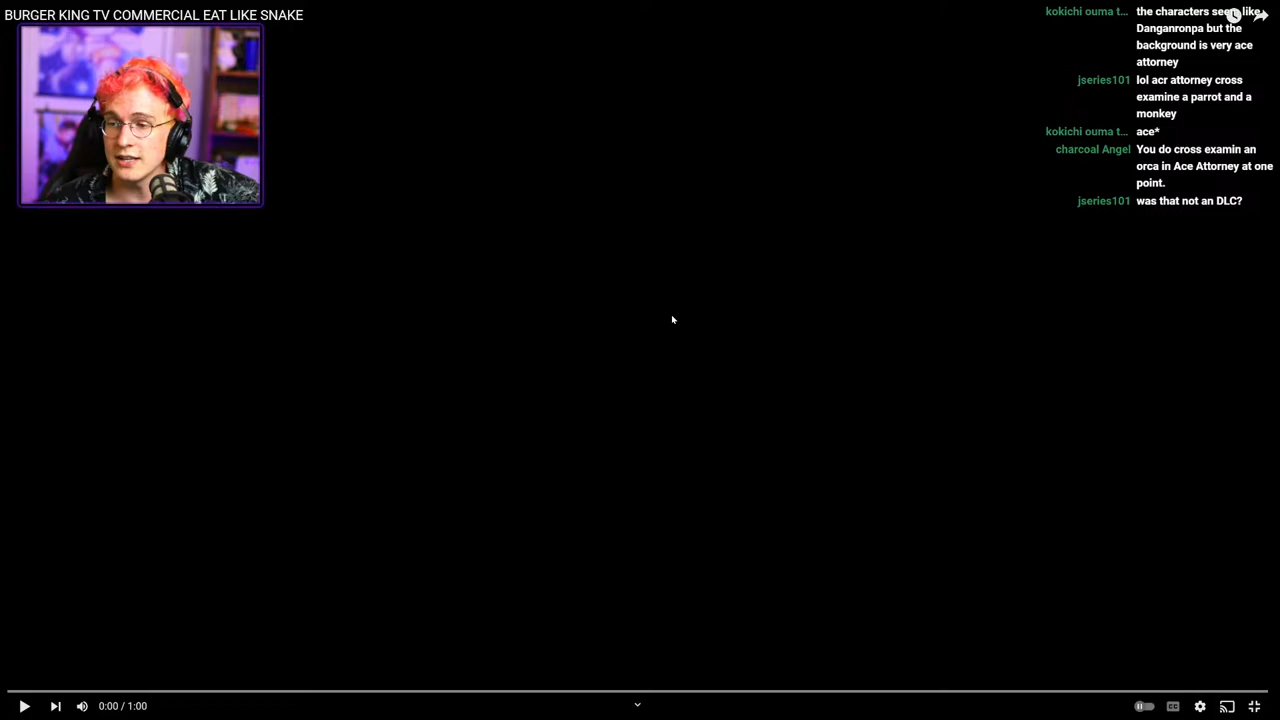 BURGER KING TV COMMERCIAL EAT LIKE SNAKE
kokichi ouma t... the characters seen like
Danganronpa but the
background is very ace
attorney
jseries101 lol acr attorney cross
examine a parrot and a
monkey
kokichi ouma t... ace*
charcoal Angel You do cross examin an
orca in Ace Attorney at one
point.
jseries101 was that not an DLC?
0:00 / 1:00
CC